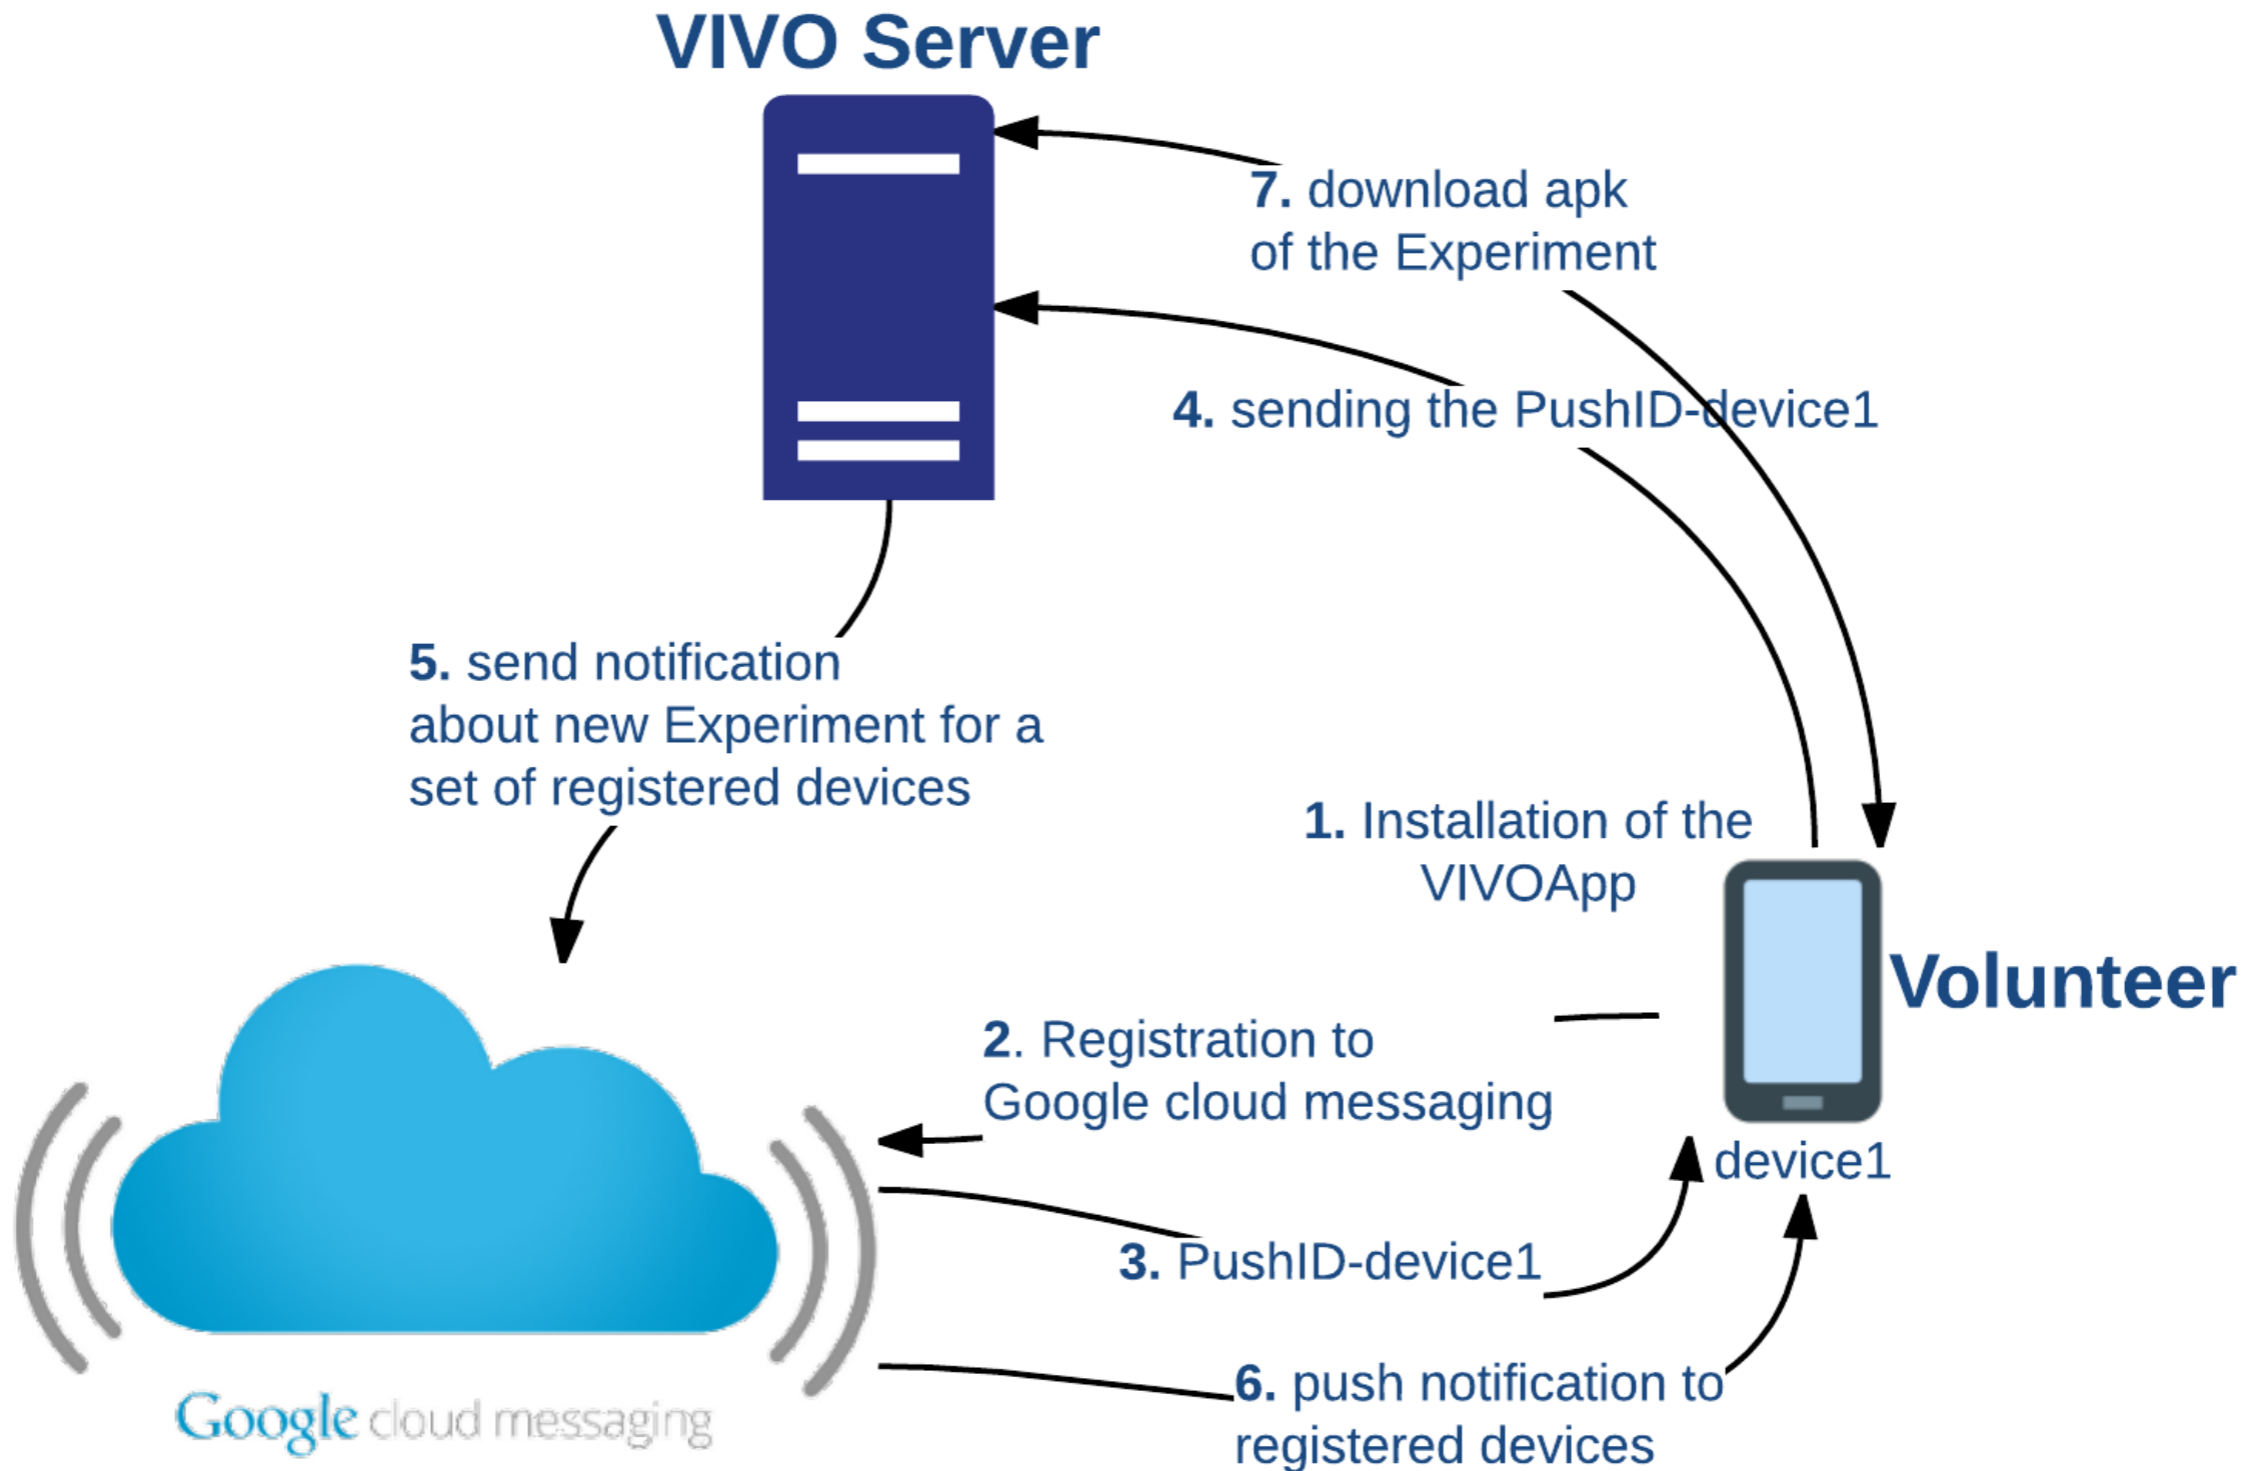 VIVO Server
7. download apk
of the Experiment
4. sending the PushID-device1
5. send notification
about new Experiment for a
set of registered devices
1. Installation of the
VIVOApp
Volunteer
2. Registration to
Google cloud messaging
device1
3. PushID-device1
6. push notification to
registered devices
Google cloud messaging